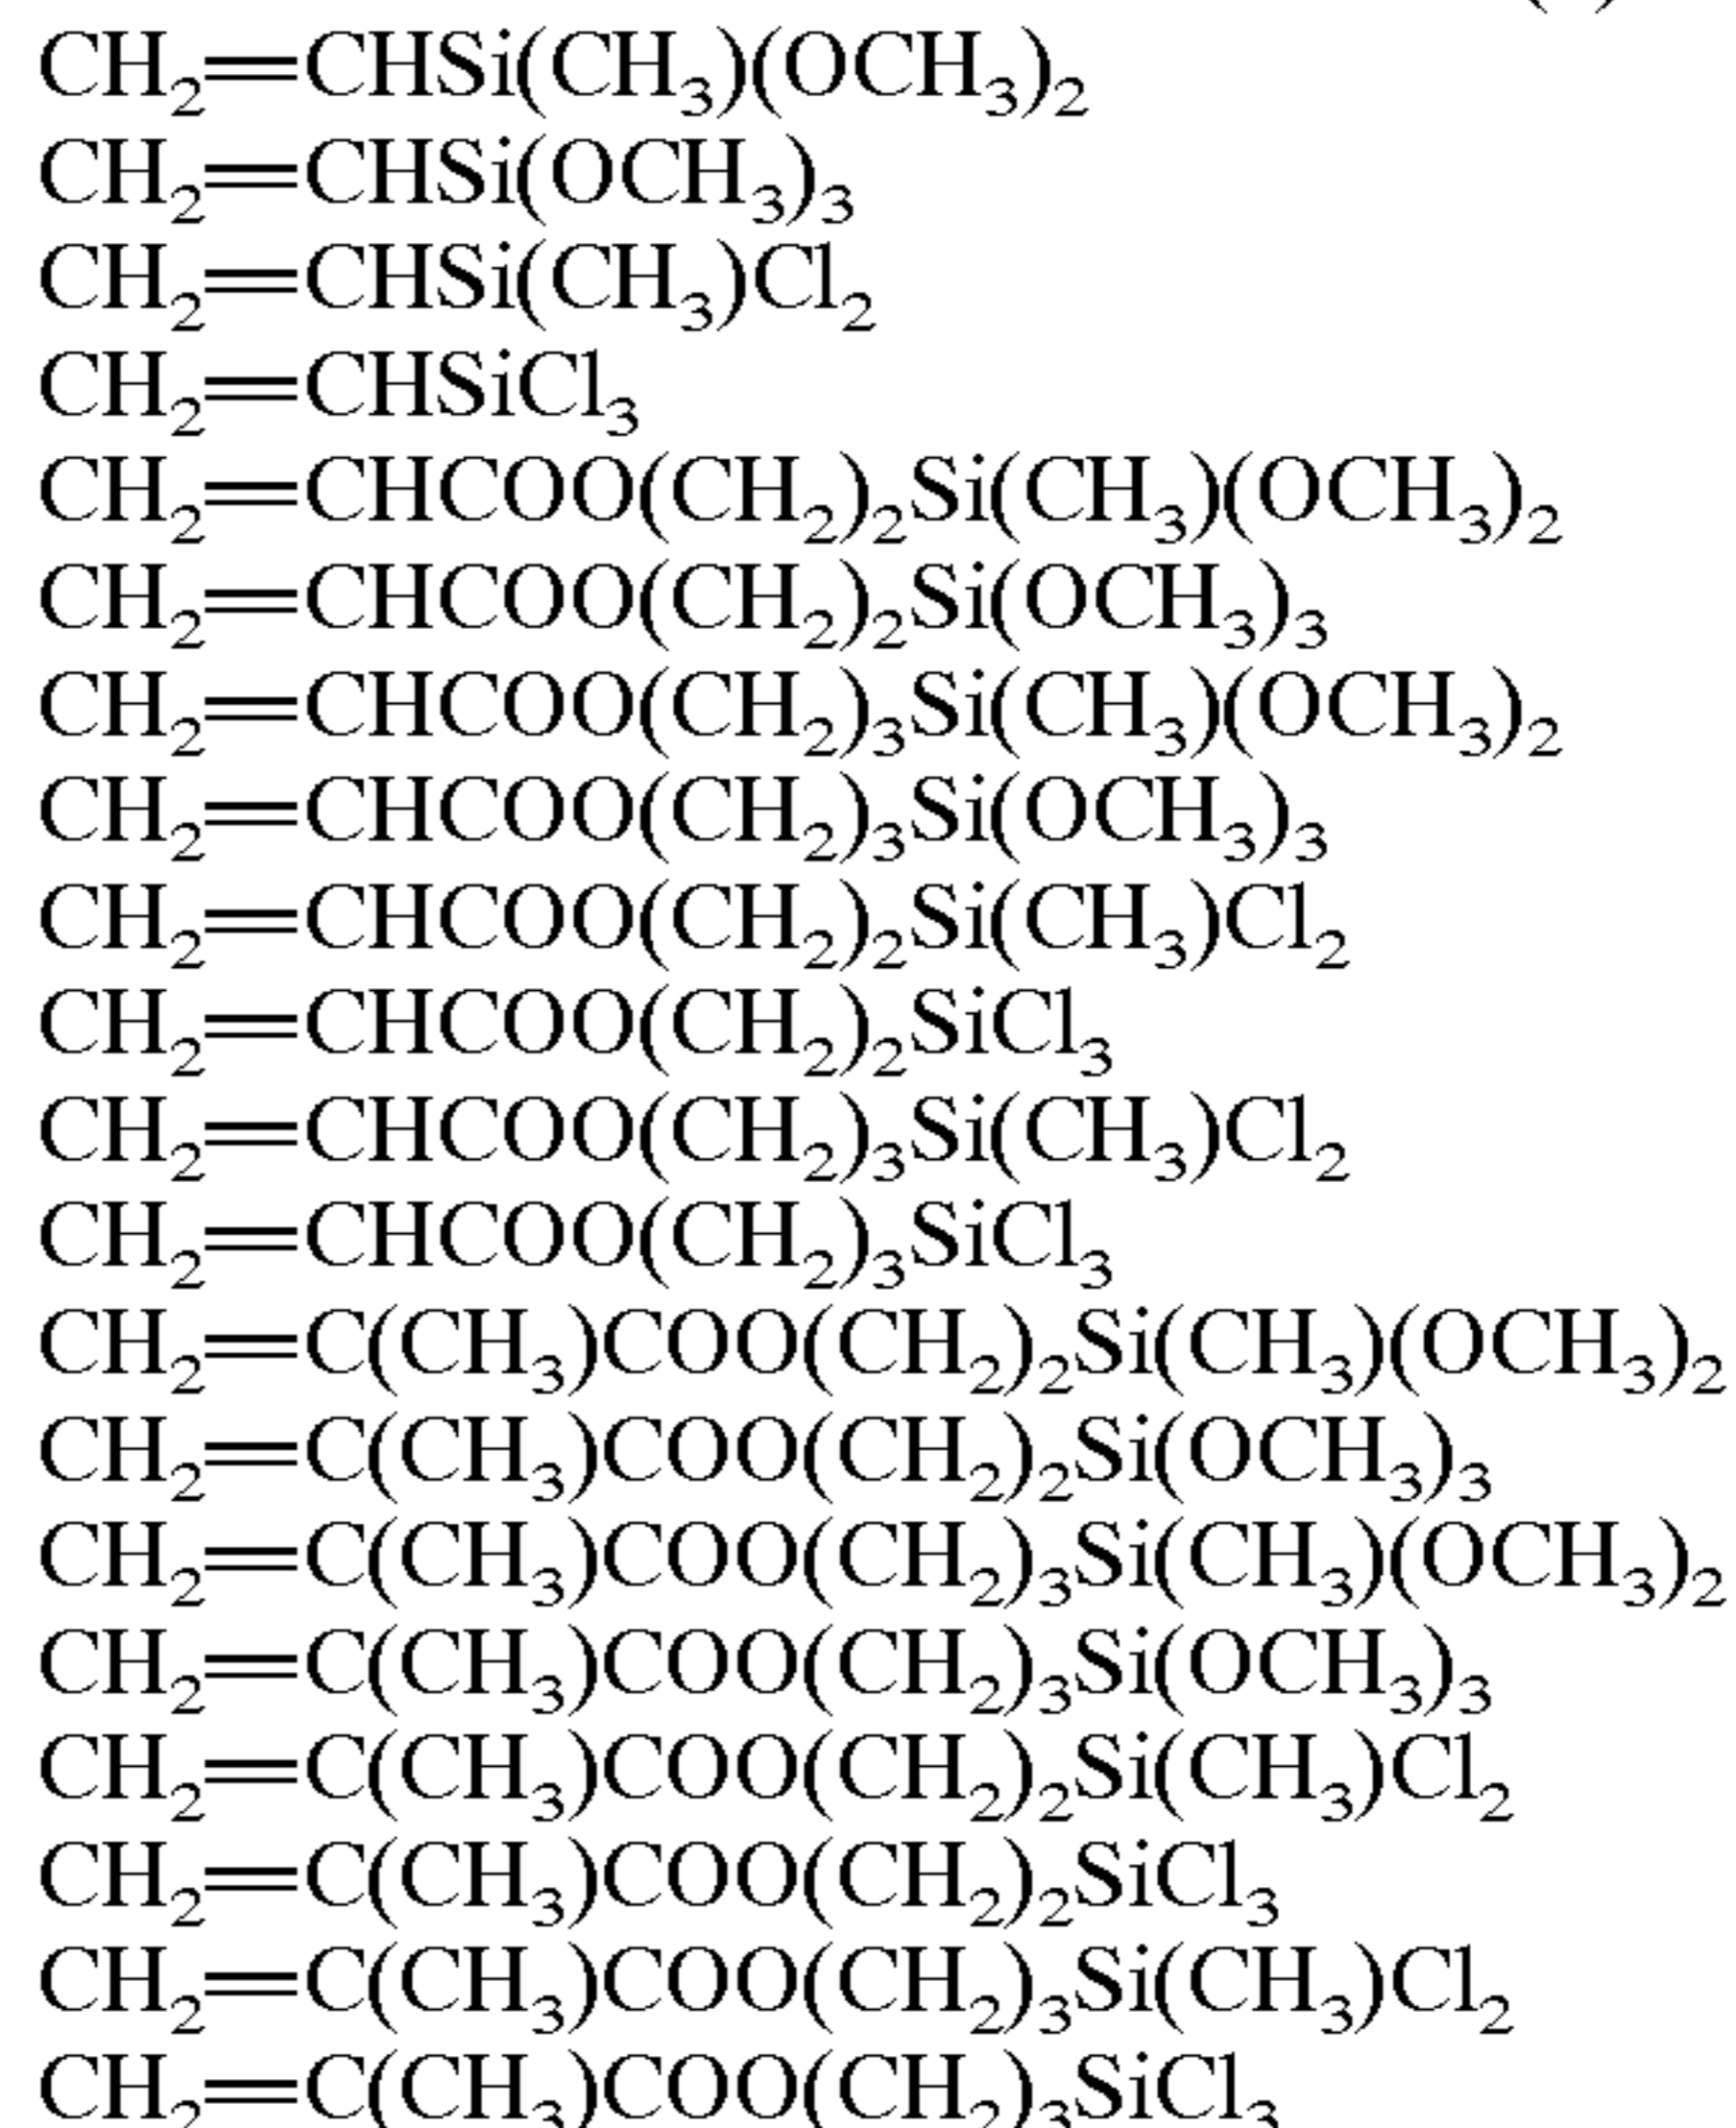 CH₂=CHSi(CH₃)(OCH₃)₂
CH₂=CHSi(OCH₃)₃
CH₂=CHSi(CH₃)Cl₂
CH₂=CHSiCl₃
CH₂=CHCOO(CH₂)₂Si(CH₃)(OCH₃)₂
CH₂=CHCOO(CH₂)₂Si(OCH₃)₃
CH₂=CHCOO(CH₂)₃Si(CH₃)(OCH₃)₂
CH₂=CHCOO(CH₂)₃Si(OCH₃)₃
CH₂=CHCOO(CH₂)₂Si(CH₃)Cl₂
CH₂=CHCOO(CH₂)₂SiCl₃
CH₂=CHCOO(CH₂)₃Si(CH₃)Cl₂
CH₂=CHCOO(CH₂)₃SiCl₃
CH₂=C(CH₃)COO(CH₂)₂Si(CH₃)(OCH₃)₂
CH₂=C(CH₃)COO(CH₂)₂Si(OCH₃)₃
CH₂=C(CH₃)COO(CH₂)₃Si(CH₃)(OCH₃)₂
CH₂=C(CH₃)COO(CH₂)₃Si(OCH₃)₃
CH₂=C(CH₃)COO(CH₂)₂Si(CH₃)Cl₂
CH₂=C(CH₃)COO(CH₂)₂SiCl₃
CH₂=C(CH₃)COO(CH₂)₃Si(CH₃)Cl₂
CH₂=C(CH₃)COO(CH₂)₃SiCl₃